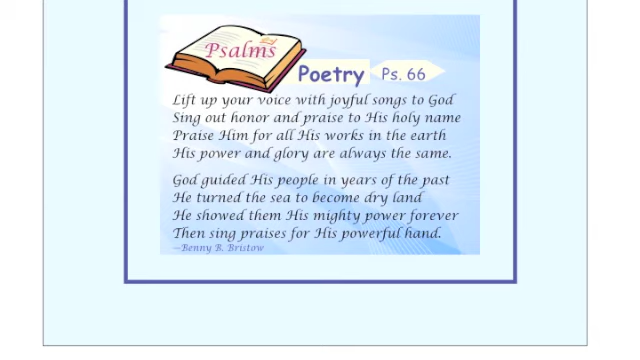 Psalms
Poetry Ps. 66
Lift up your voice with joyful songs to God
Sing out honor and praise to His holy name
Praise Him for all His works in the earth
His power and glory are always the same.
God guided His people in years of the past
He turned the sea to become dry land
He showed them His mighty power forever
Then sing praises for His powerful hand.
—Benny B. Bristow